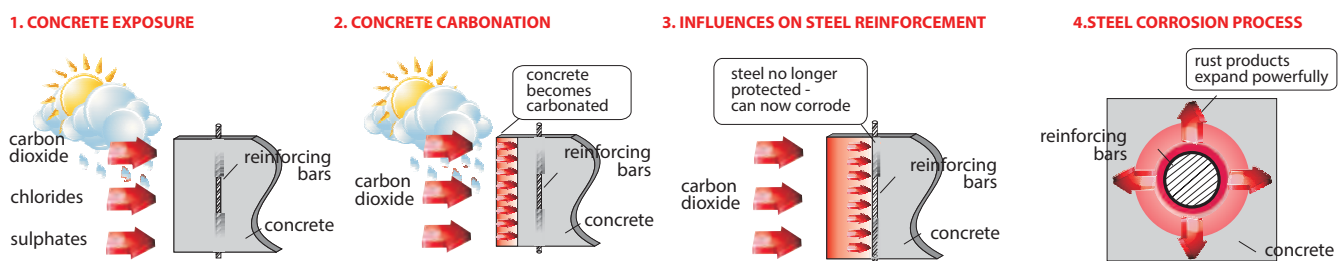 1. CONCRETE EXPOSURE
carbon
dioxide
chlorides
sulphates
reinforcing
bars
concrete
2. CONCRETE CARBONATION
concrete
becomes
carbonated
carbon
dioxide
reinforcing
bars
concrete
3. INFLUENCES ON STEEL REINFORCEMENT
steel no longer
protected -
can now corrode
carbon
dioxide
reinforcing
bars
concrete
4.STEEL CORROSION PROCESS
rust products
expand powerfully
reinforcing
bars
concrete